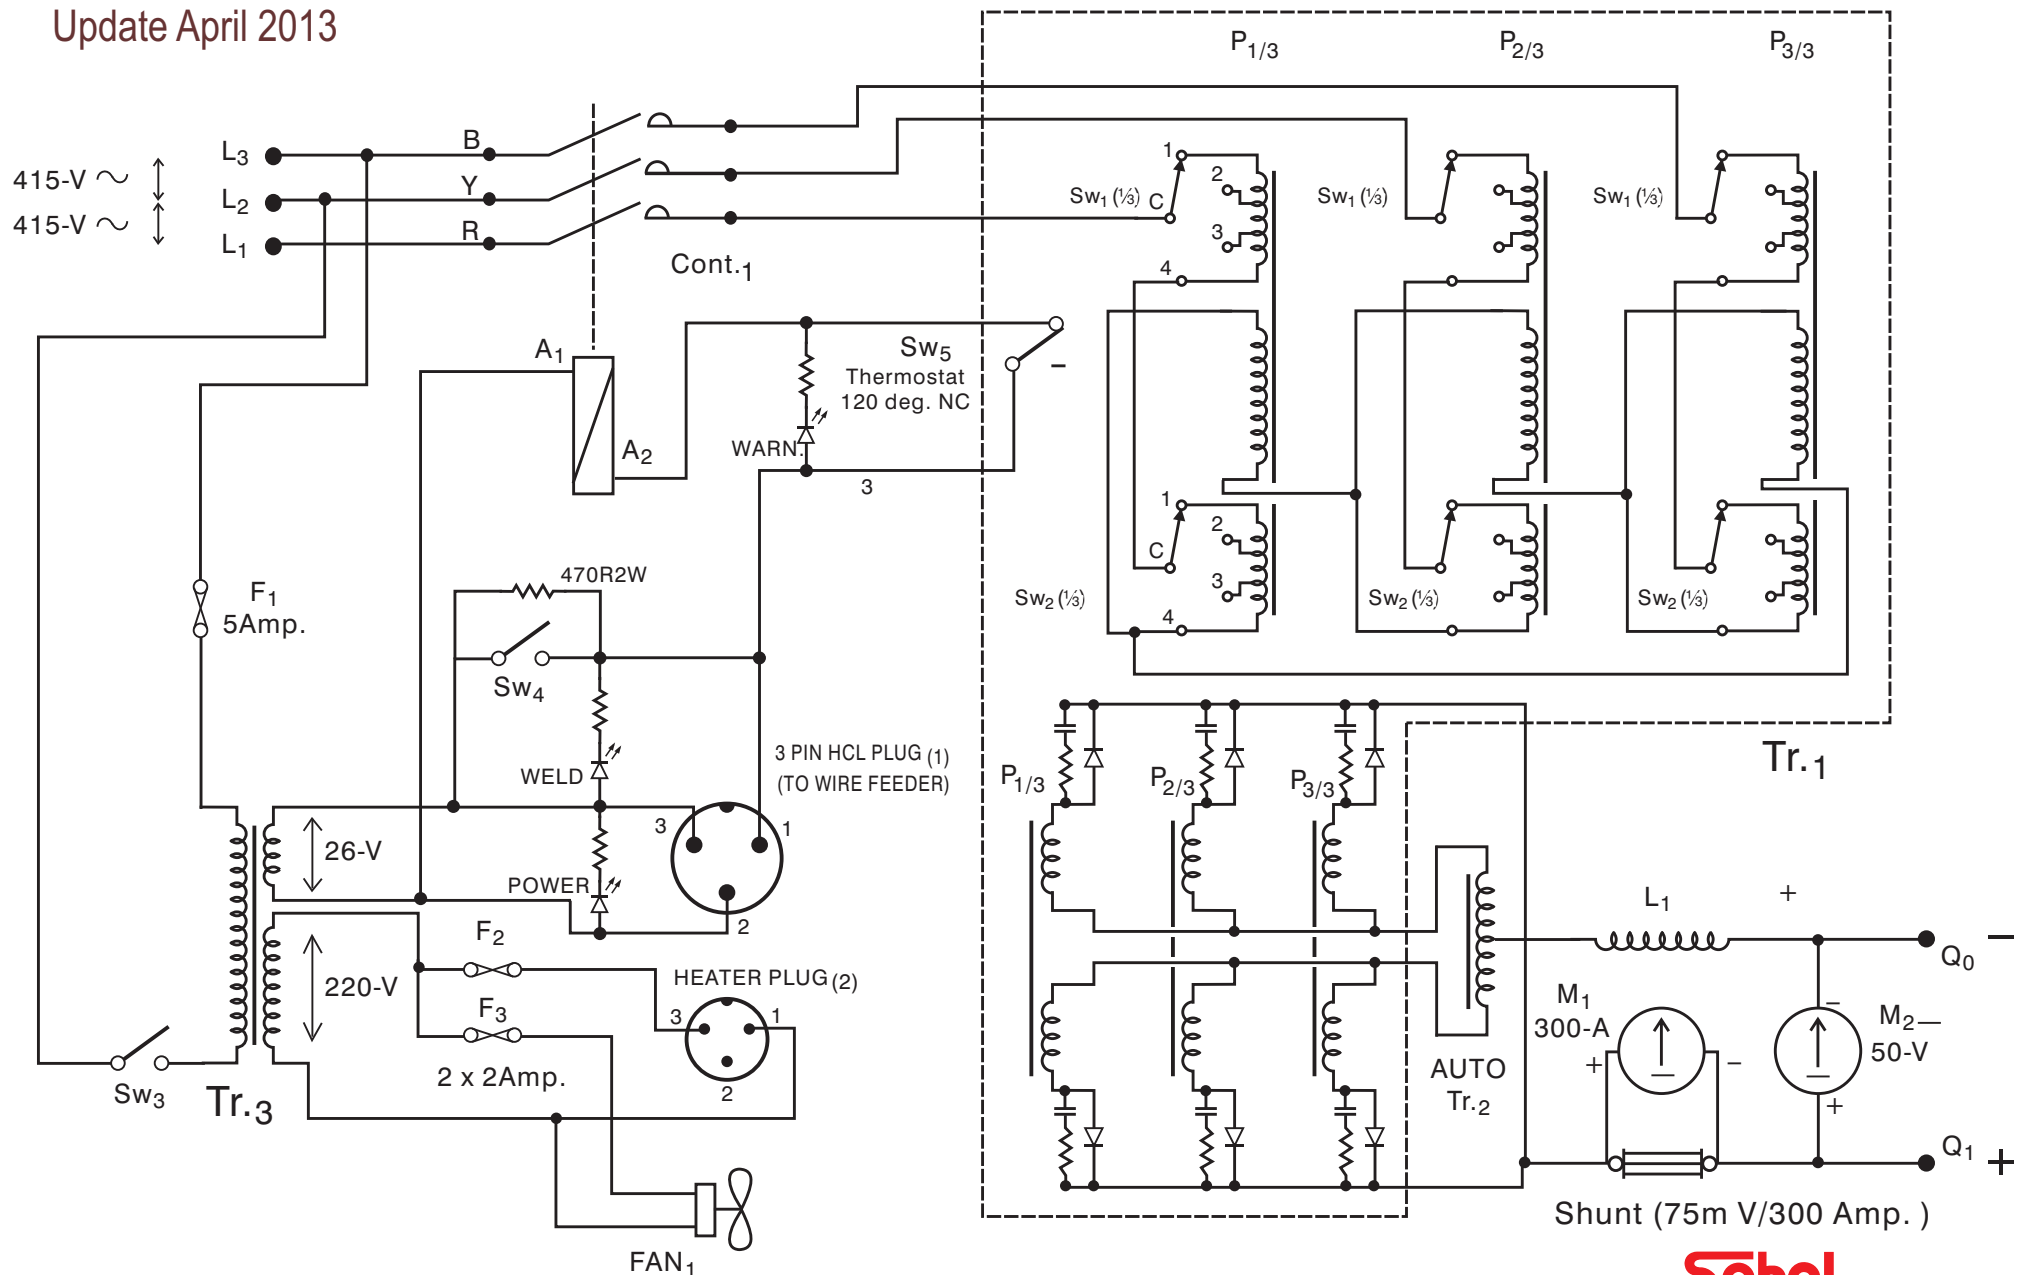 Update April 2013
P1/3 P2/3 P3/3
415-V
415-V
L3
L2
L1
B
Y
R
Cont.1
Sw1 (⅓) C 1 2 3 4
Sw1 (⅓)
Sw1 (⅓)
A1
A2
WARN.
3
Sw5
Thermostat
120 deg. NC
–
Sw2 (⅓) C 1 2 3 4
Sw2 (⅓)
Sw2 (⅓)
F1
5Amp.
470R2W
Sw4
WELD
POWER
3 PIN HCL PLUG (1)
(TO WIRE FEEDER)
3 1
2
26-V
220-V
F2
F3
2 x 2Amp.
HEATER PLUG (2)
3 1
2
Sw3
Tr.3
FAN1
P1/3 P2/3 P3/3
Tr.1
AUTO
Tr.2
L1
+
Q0 –
M1
300-A
+ –
M2
50-V
– +
Q1 +
Shunt (75m V/300 Amp. )